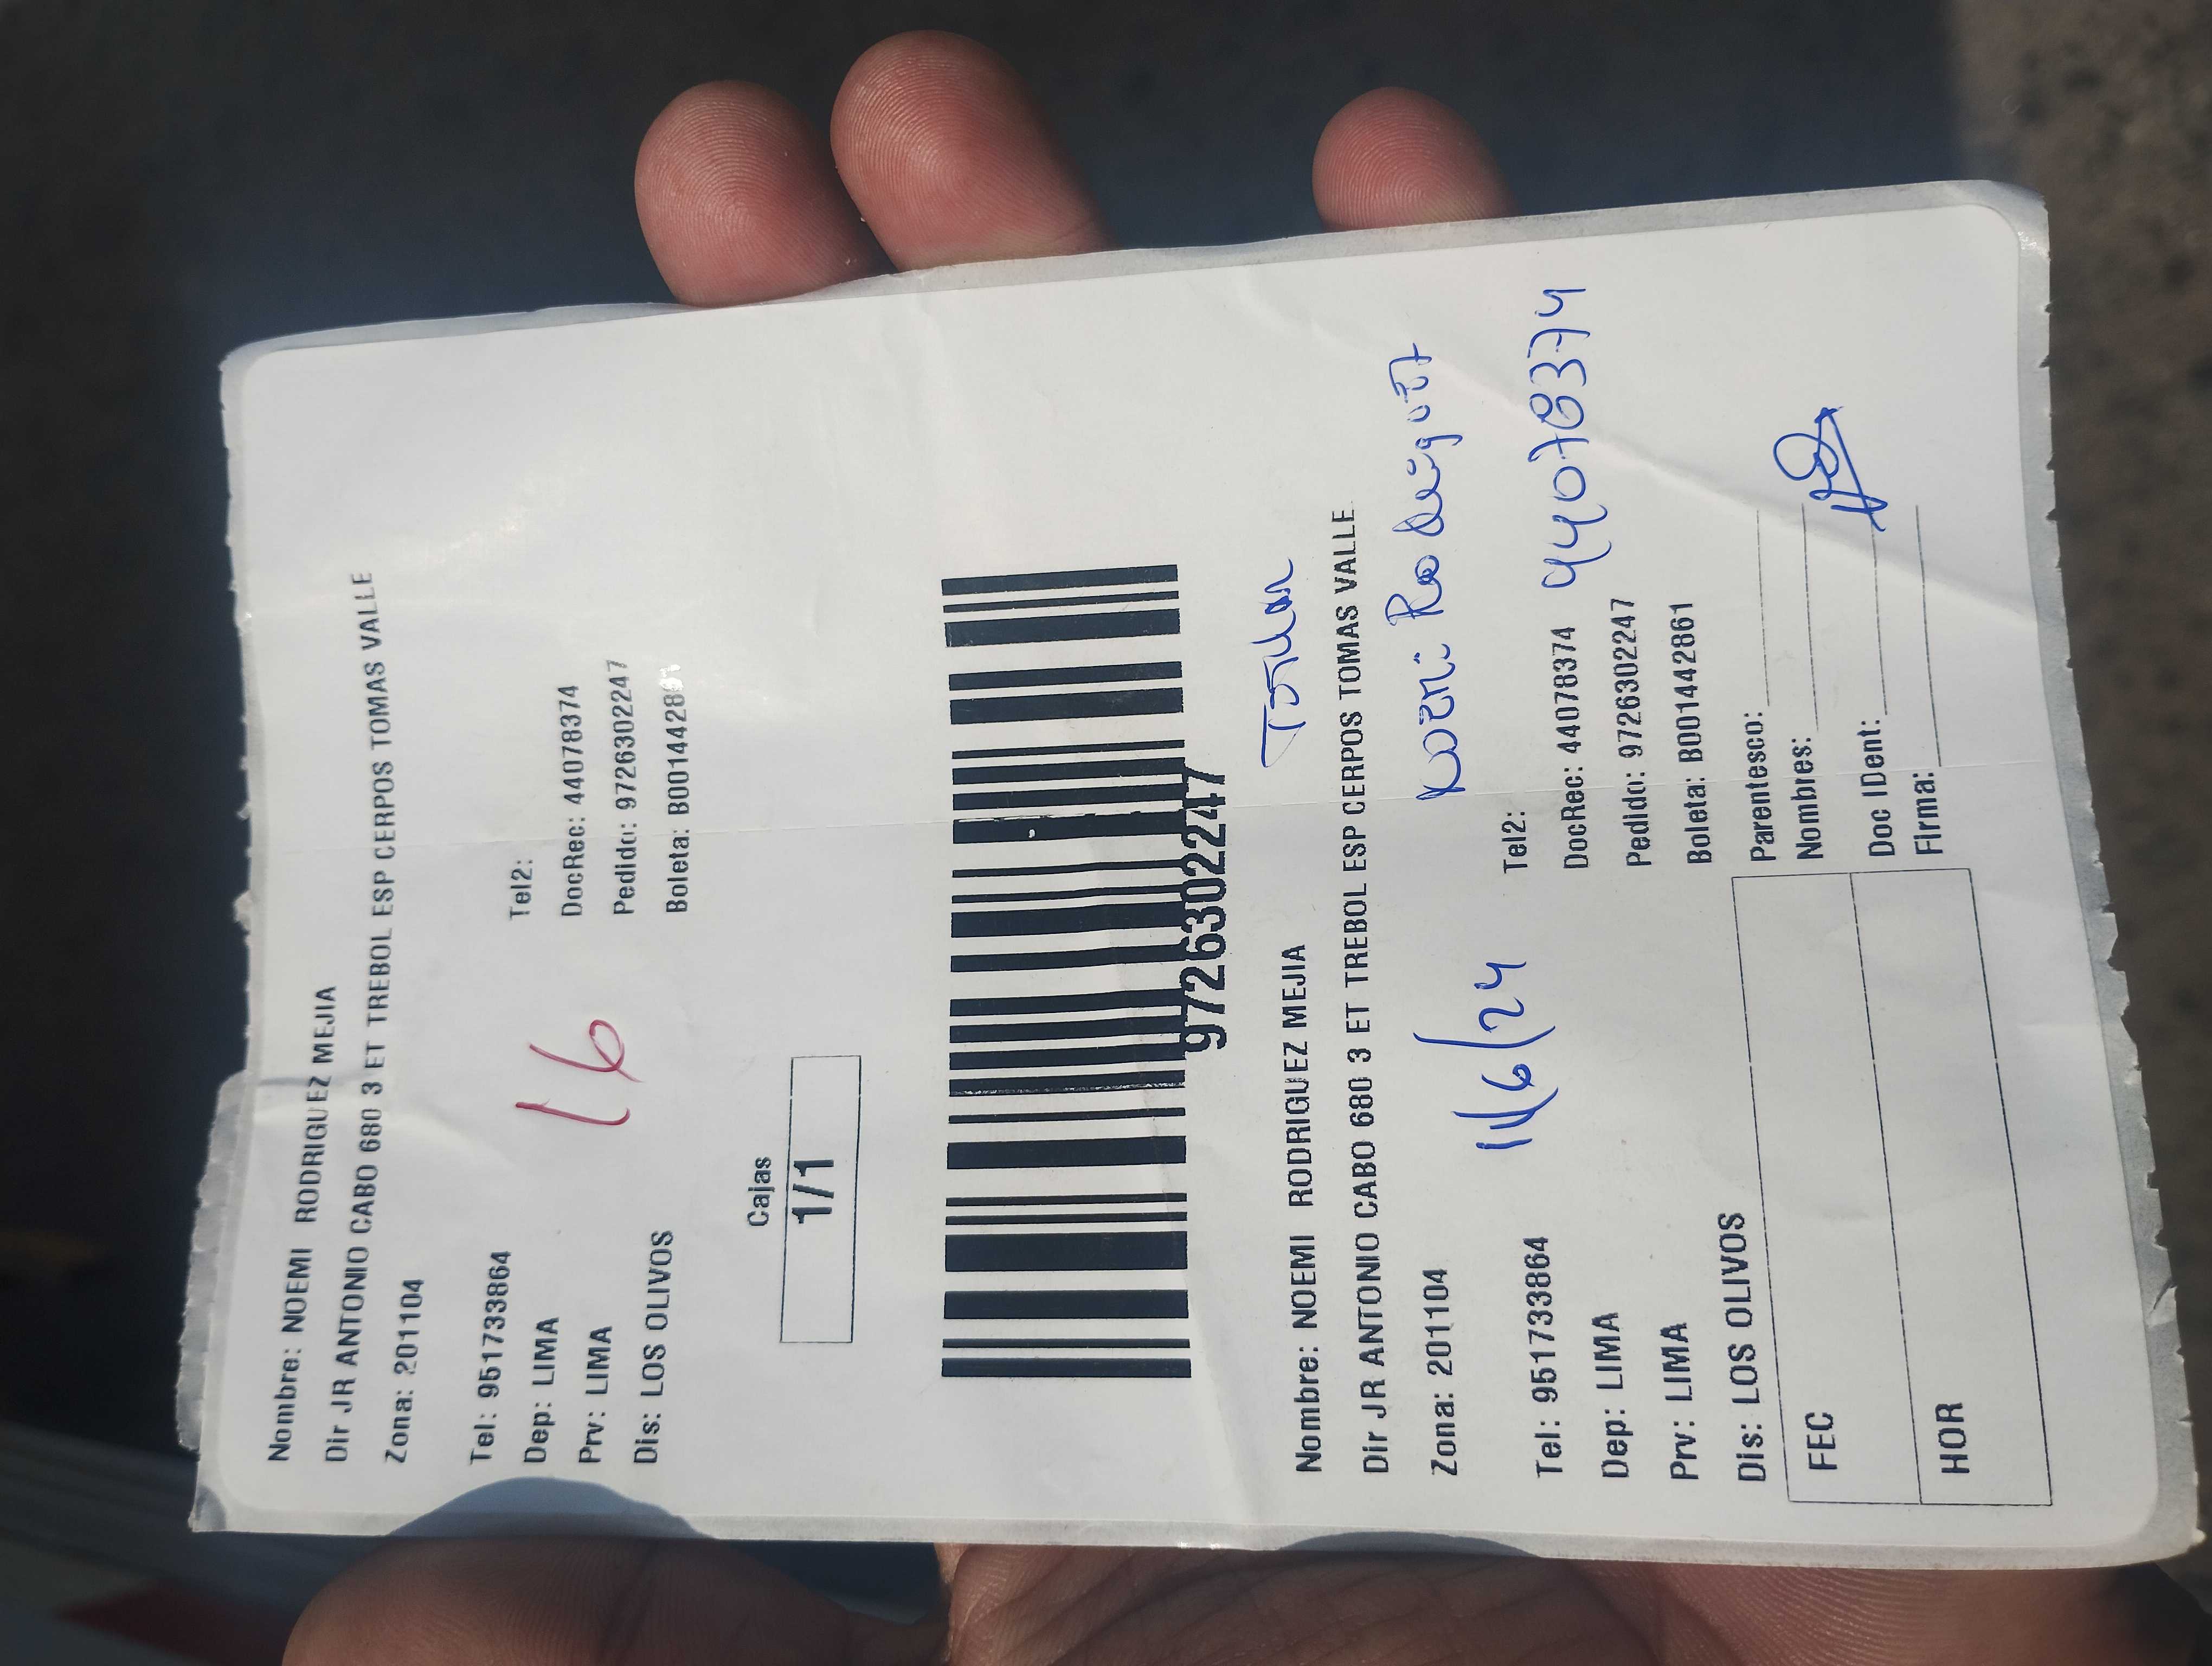 Nombre: NOEMI RODRIGUEZ MEJIA
Dir JR ANTONIO CABO 680 3 ET TREBOL ESP CERPOS TOMAS VALLE
Zona: 201104
Tel: 951733864 Tel2:
Dep: LIMA DocRec: 44078374
Prv: LIMA Pedido: 9726302247
Dis: LOS OLIVOS Boleta: B001442861
16
Cajas
1/1
9726302247
Nombre: NOEMI RODRIGUEZ MEJIA
Dir JR ANTONIO CABO 680 3 ET TREBOL ESP CERPOS TOMAS VALLE
Zona: 201104
11/6/24
Tel: 951733864 Tel2:
Dep: LIMA DocRec: 44078374 44078374
Prv: LIMA Pedido: 9726302247
Dis: LOS OLIVOS Boleta: B001442861
FEC
HOR
Parentesco:
Nombres:
Doc IDent:
Firma: